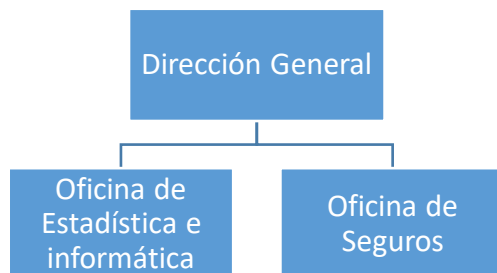 Dirección General
Oficina de
Estadística e
informática
Oficina de
Seguros